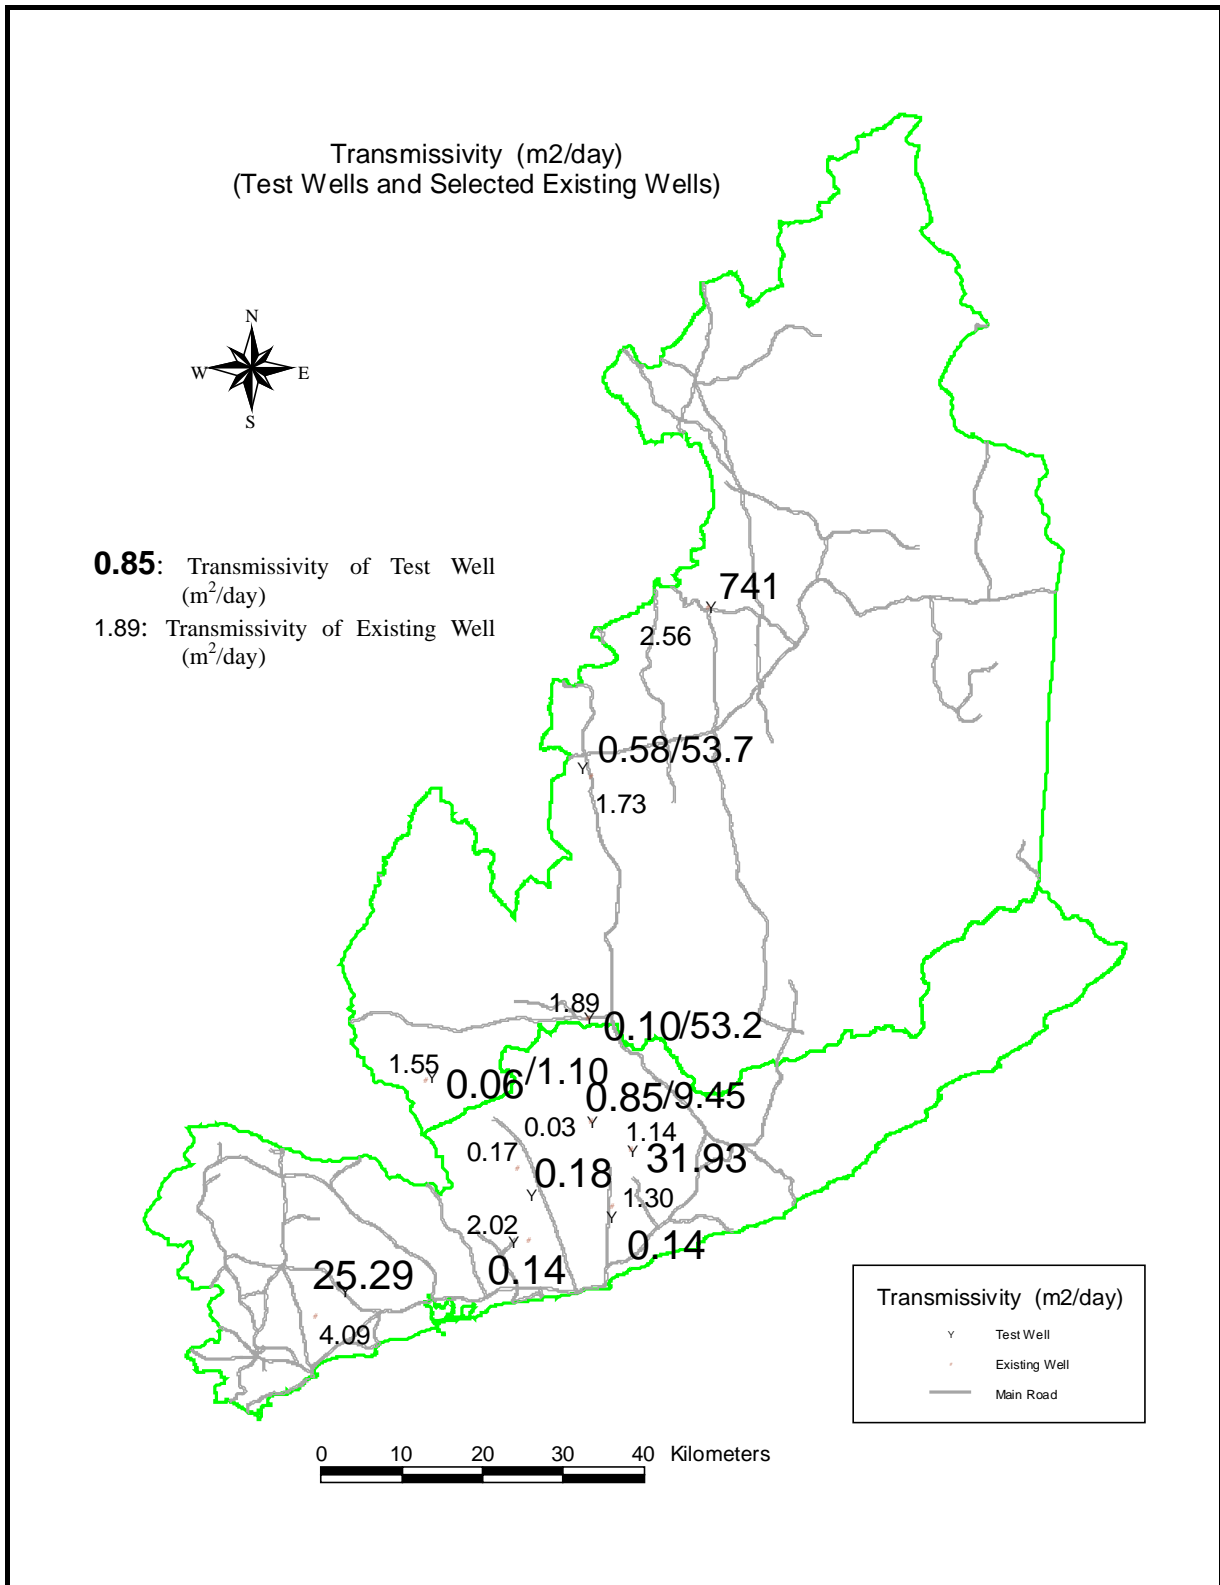 Transmissivity (m2/day)
(Test Wells and Selected Existing Wells)
N
W
E
S
0.85: Transmissivity of Test Well
(m2/day)
1.89: Transmissivity of Existing Well
(m2/day)
741
Y
2.56
0.58/53.7
Y
1.73
1.89
Y
0.10/53.2
1.55
Y
0.06/1.10
0.85/9.45
0.03
Y
1.14
0.17
Y
31.93
0.18
Y
1.30
Y
2.02
Y
0.14
0.14
25.29
Y
4.09
Transmissivity (m2/day)
Y Test Well
Existing Well
Main Road
0 10 20 30 40 Kilometers